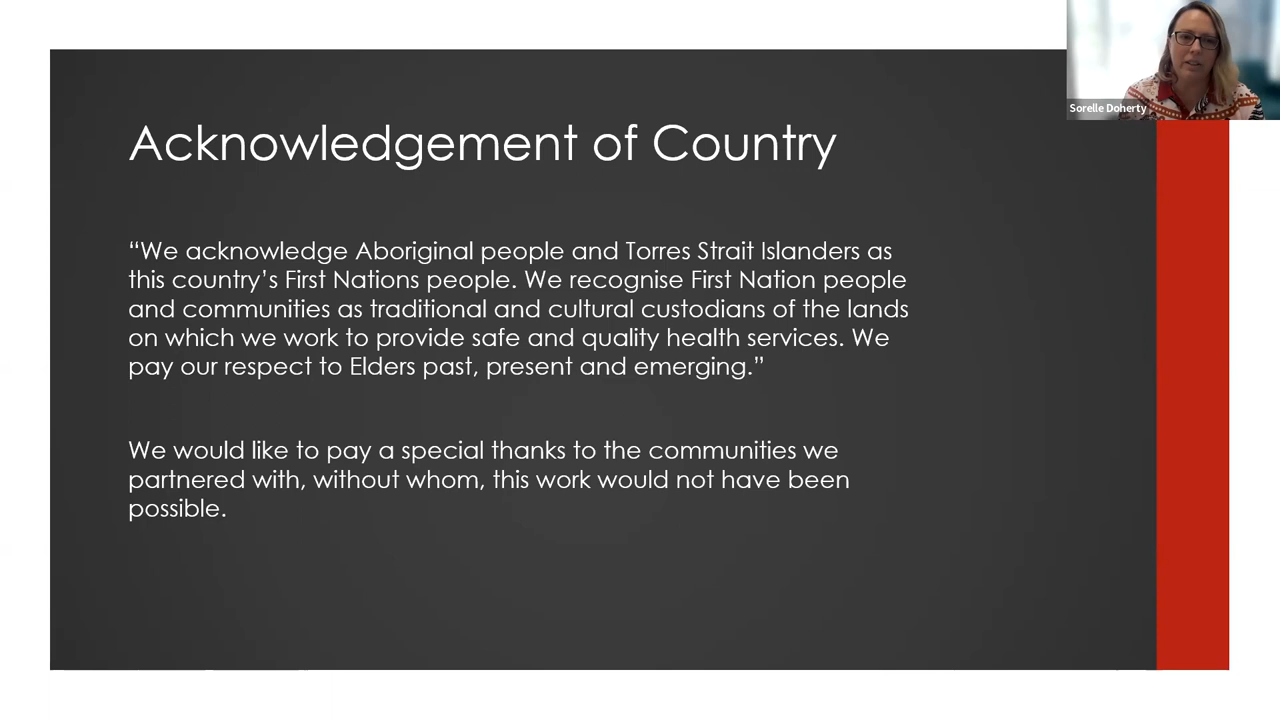 Sorelle Doherty
Acknowledgement of Country
“We acknowledge Aboriginal people and Torres Strait Islanders as
this country’s First Nations people. We recognise First Nation people
and communities as traditional and cultural custodians of the lands
on which we work to provide safe and quality health services. We
pay our respect to Elders past, present and emerging.”
We would like to pay a special thanks to the communities we
partnered with, without whom, this work would not have been
possible.